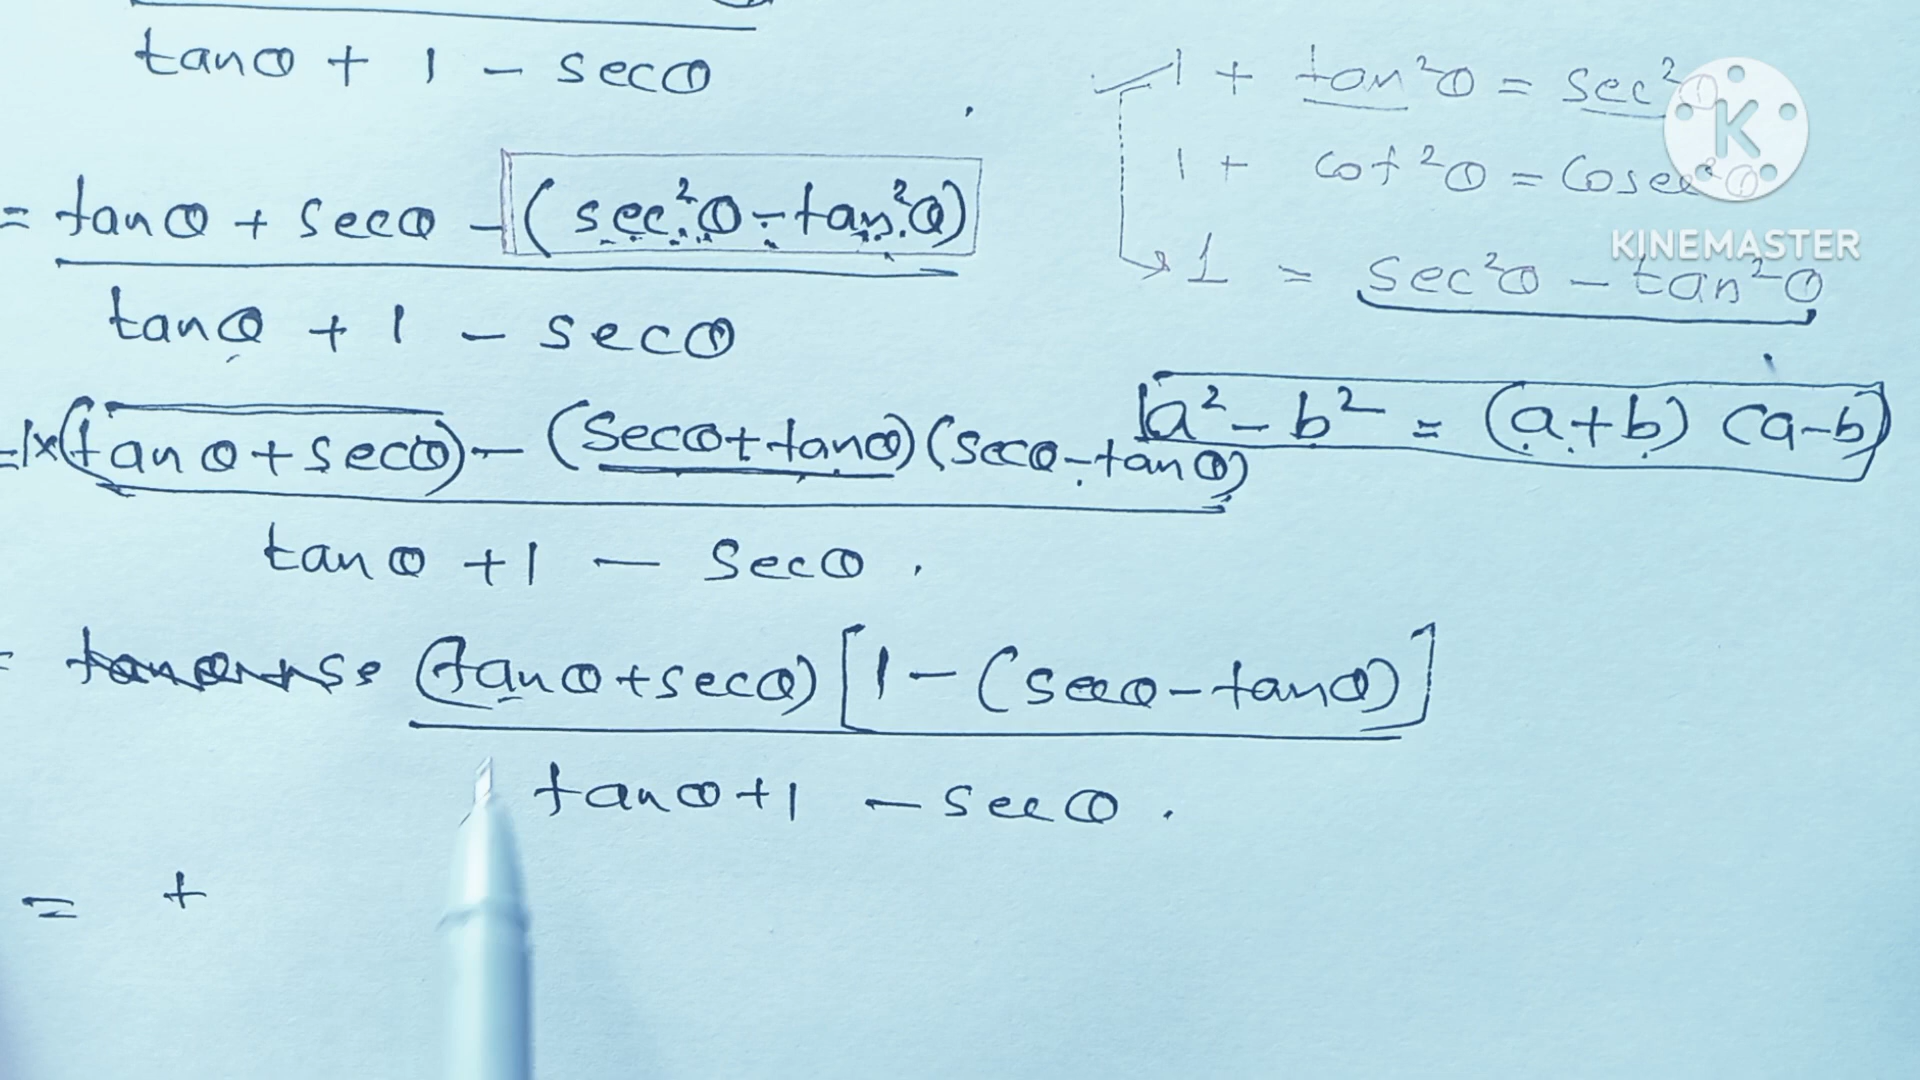 tanθ + 1 - secθ
= tanθ + secθ - (sec²θ - tan²θ)
tanθ + 1 - secθ
= 1×(tanθ + secθ) - (secθ + tanθ)(secθ - tanθ)
tanθ + 1 - secθ.
= (tanθ + secθ) [1 - (secθ - tanθ)]
tanθ + 1 - secθ.
= +
1 + tan²θ = sec²θ
1 + cot²θ = cosec²θ
1 = sec²θ - tan²θ
a² - b² = (a+b) (a-b)
K
KINEMASTER